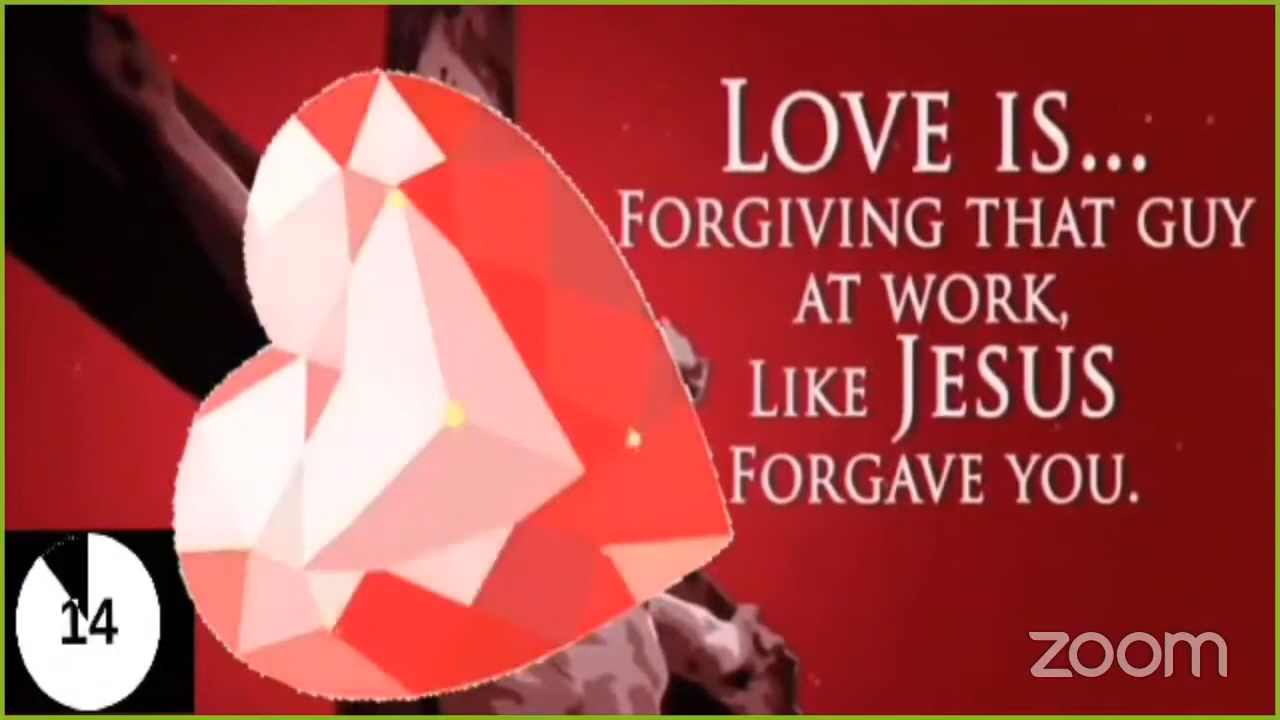 Love is...
Forgiving that guy
at work,
Like Jesus
Forgave you.
14
zoom